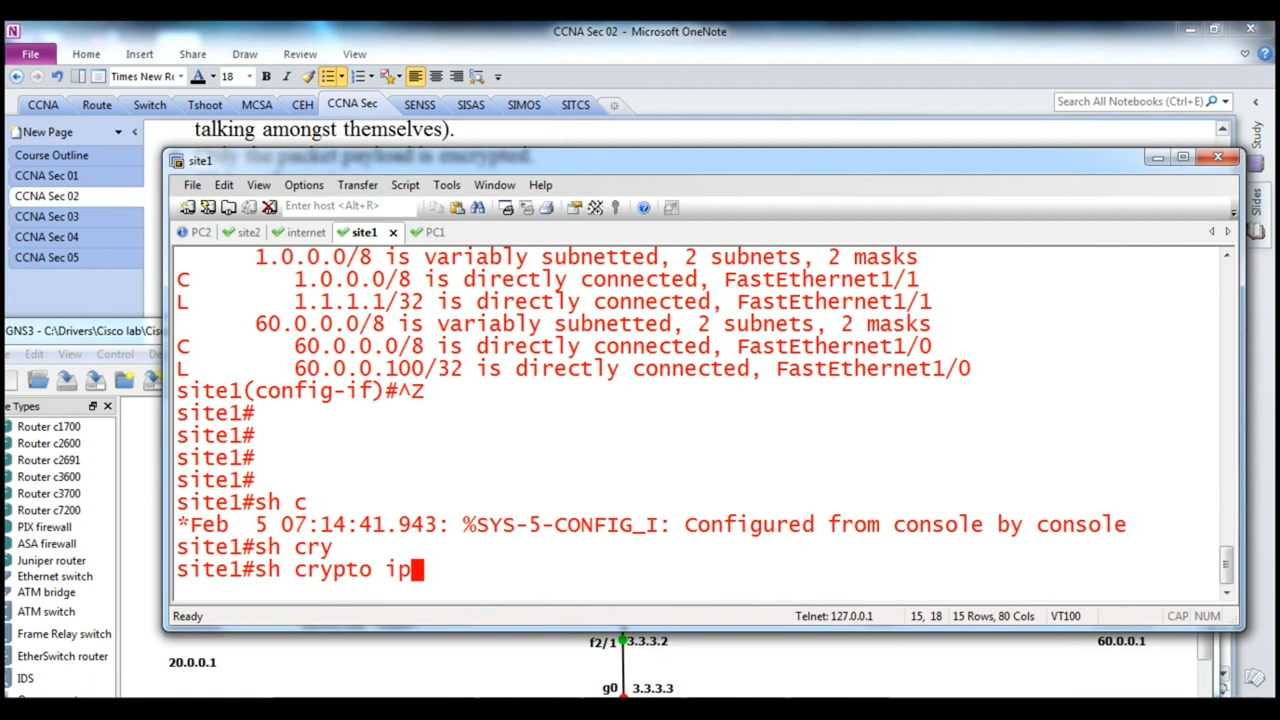 CCNA Sec 02 - Microsoft OneNote
File Home Insert Share Draw Review View
Times New Ro 18 B I
CCNA Route Switch Tshoot MCSA CEH CCNA Sec SENSS SISAS SIMOS SITCS Search All Notebooks (Ctrl+E)
New Page
Course Outline
CCNA Sec 01
CCNA Sec 02
CCNA Sec 03
CCNA Sec 04
CCNA Sec 05
Study
Slides
talking amongst themselves).
Only the packet payload is encrypted.
site1
File Edit View Options Transfer Script Tools Window Help
Enter host <Alt+R>
PC2 site2 internet site1 PC1
1.0.0.0/8 is variably subnetted, 2 subnets, 2 masks
C 1.0.0.0/8 is directly connected, FastEthernet1/1
L 1.1.1.1/32 is directly connected, FastEthernet1/1
60.0.0.0/8 is variably subnetted, 2 subnets, 2 masks
C 60.0.0.0/8 is directly connected, FastEthernet1/0
L 60.0.0.100/32 is directly connected, FastEthernet1/0
site1(config-if)#^Z
site1#
site1#
site1#
site1#
site1#sh c
*Feb 5 07:14:41.943: %SYS-5-CONFIG_I: Configured from console by console
site1#sh cry
site1#sh crypto ip
Ready Telnet: 127.0.0.1 15, 18 15 Rows, 80 Cols VT100 CAP NUM
GNS3 - C:\Drivers\Cisco lab\Cisc
Edit View Control
e Types
Router c1700
Router c2600
Router c2691
Router c3600
Router c3700
Router c7200
PIX firewall
ASA firewall
Juniper router
Ethernet switch
ATM bridge
ATM switch
Frame Relay switch
EtherSwitch router
IDS
f2/1 3.3.3.2
60.0.0.1
20.0.0.1
g0 3.3.3.3